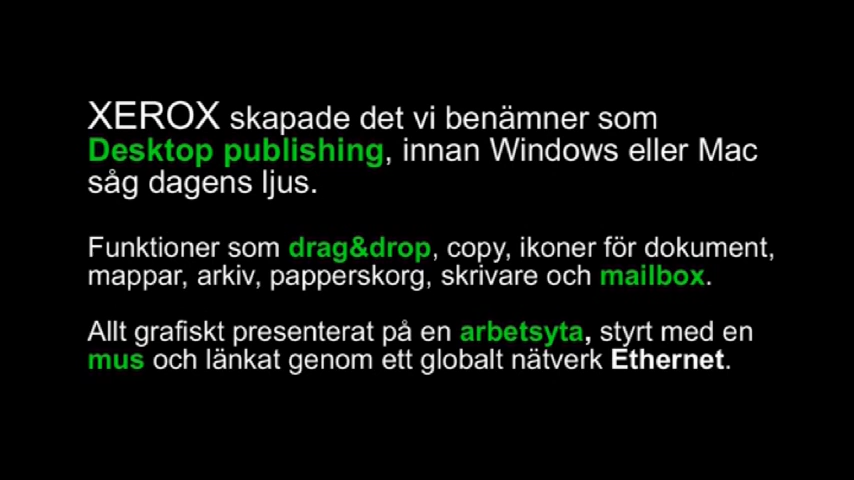 XEROX skapade det vi benämner som
Desktop publishing, innan Windows eller Mac
såg dagens ljus.
Funktioner som drag&drop, copy, ikoner för dokument,
mappar, arkiv, papperskorg, skrivare och mailbox.
Allt grafiskt presenterat på en arbetsyta, styrt med en
mus och länkat genom ett globalt nätverk Ethernet.